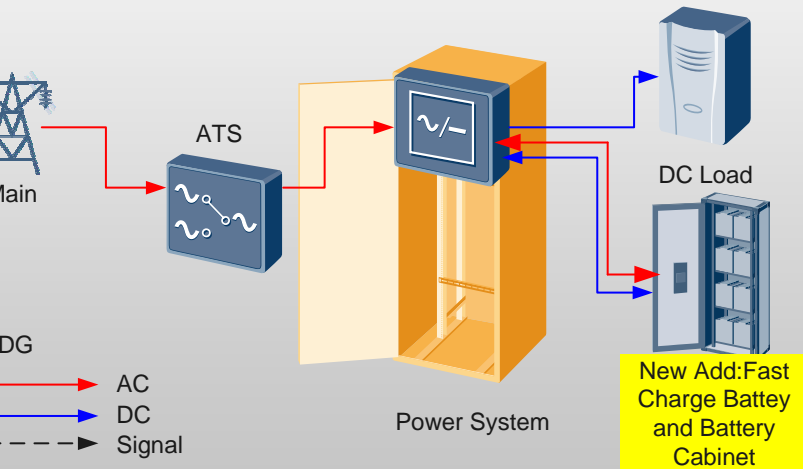 ATS
Main
DC Load
DG
AC
DC
Signal
Power System
New Add:Fast
Charge Battey
and Battery
Cabinet